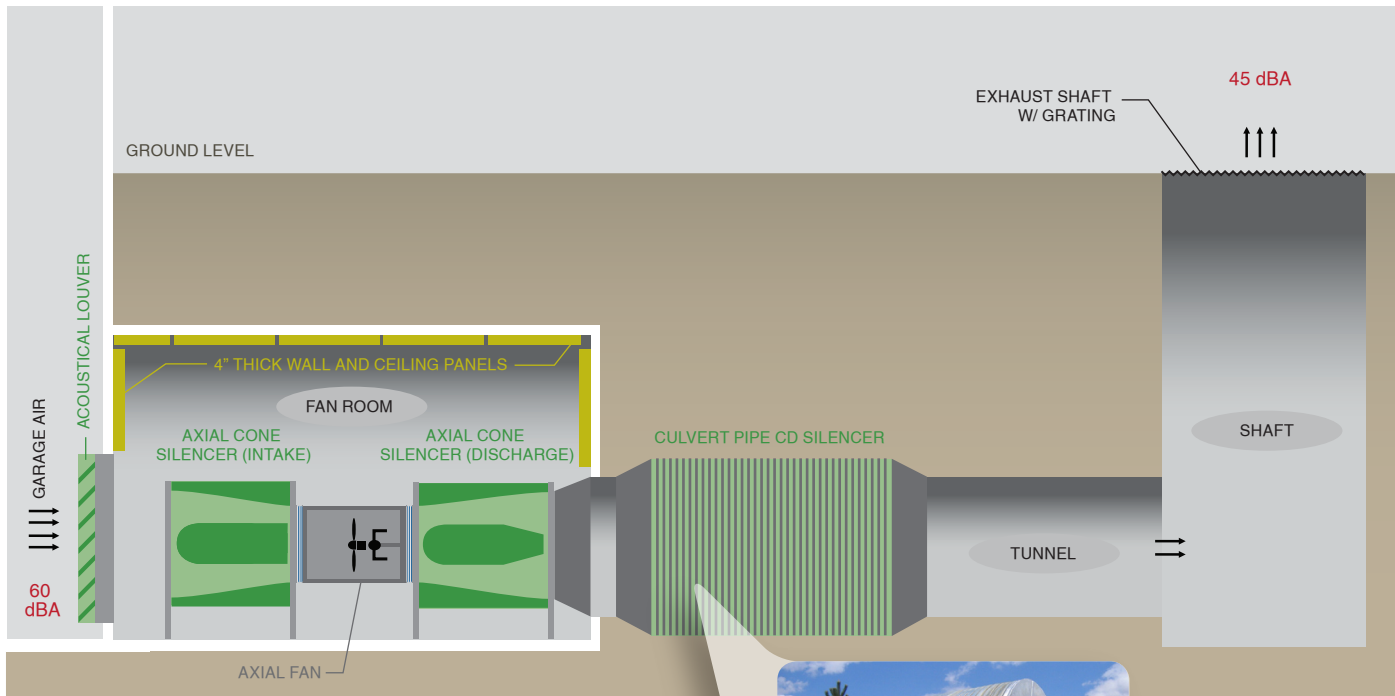 45 dBA
EXHAUST SHAFT
W/ GRATING
GROUND LEVEL
ACOUSTICAL LOUVER
4” THICK WALL AND CEILING PANELS
FAN ROOM
GARAGE AIR
AXIAL CONE
SILENCER (INTAKE)
AXIAL CONE
SILENCER (DISCHARGE)
CULVERT PIPE CD SILENCER
SHAFT
TUNNEL
60
dBA
AXIAL FAN